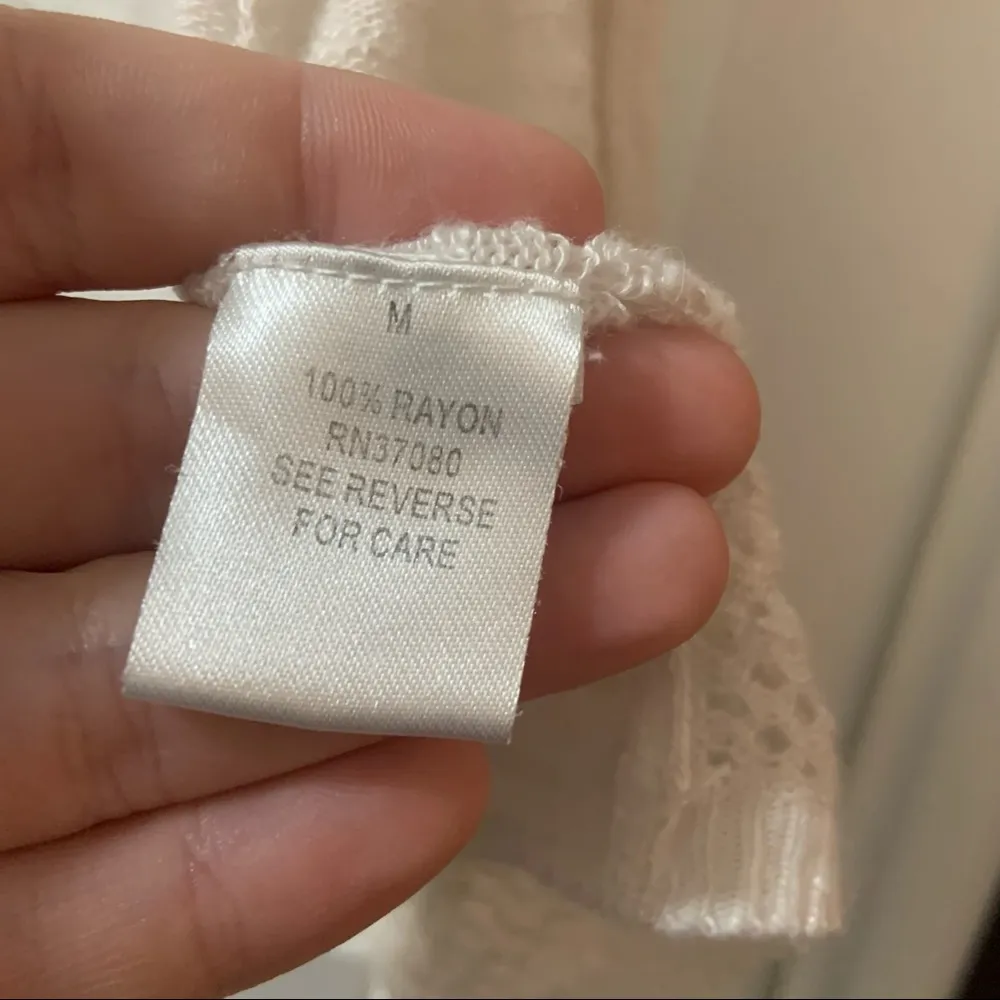 M
100% RAYON
RN37080
SEE REVERSE
FOR CARE